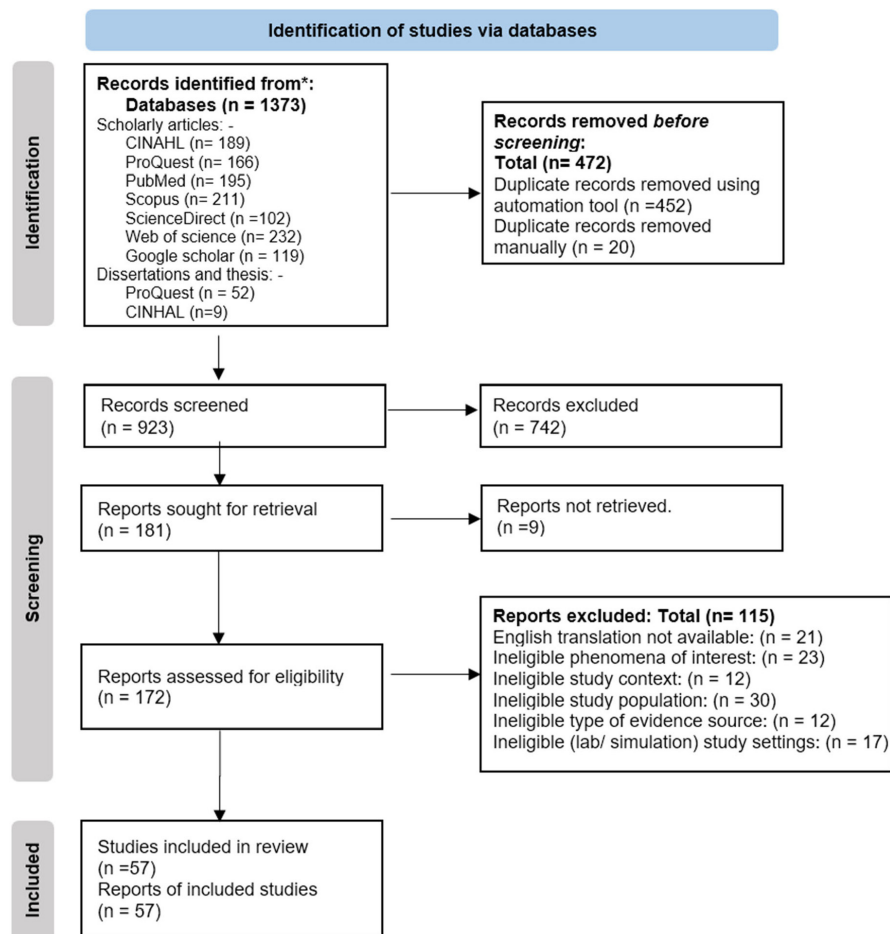 Identification of studies via databases
Identification
Records identified from*:
Databases (n = 1373)
Scholarly articles: -
CINAHL (n= 189)
ProQuest (n= 166)
PubMed (n= 195)
Scopus (n= 211)
ScienceDirect (n =102)
Web of science (n= 232)
Google scholar (n = 119)
Dissertations and thesis: -
ProQuest (n = 52)
CINHAL (n=9)
Records removed before
screening:
Total (n= 472)
Duplicate records removed using
automation tool (n =452)
Duplicate records removed
manually (n = 20)
Screening
Records screened
(n = 923)
Records excluded
(n = 742)
Reports sought for retrieval
(n = 181)
Reports not retrieved.
(n =9)
Reports assessed for eligibility
(n = 172)
Reports excluded: Total (n= 115)
English translation not available: (n = 21)
Ineligible phenomena of interest: (n = 23)
Ineligible study context: (n = 12)
Ineligible study population: (n = 30)
Ineligible type of evidence source: (n = 12)
Ineligible (lab/ simulation) study settings: (n = 17)
Included
Studies included in review
(n =57)
Reports of included studies
(n = 57)